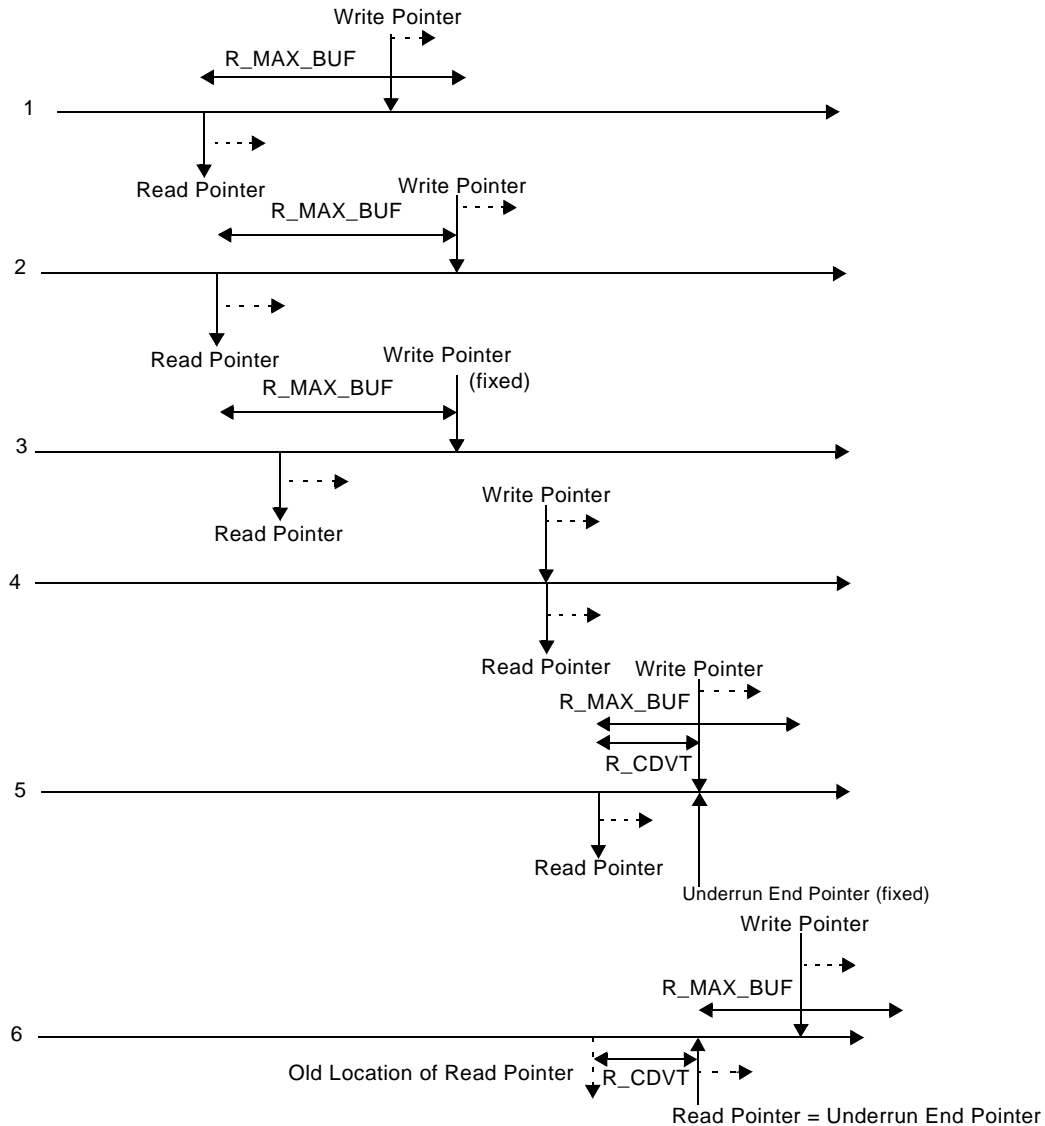 Write Pointer
R_MAX_BUF
1
Read Pointer
Write Pointer
R_MAX_BUF
2
Read Pointer
Write Pointer
(fixed)
R_MAX_BUF
3
Read Pointer
Write Pointer
4
Read Pointer
Write Pointer
R_MAX_BUF
R_CDVT
5
Read Pointer
Underrun End Pointer (fixed)
Write Pointer
R_MAX_BUF
6
Old Location of Read Pointer
R_CDVT
Read Pointer = Underrun End Pointer